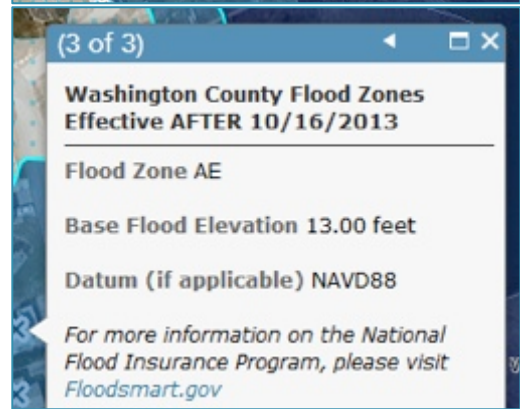 (3 of 3)
Washington County Flood Zones
Effective AFTER 10/16/2013
Flood Zone AE
Base Flood Elevation 13.00 feet
Datum (if applicable) NAVD88
For more information on the National
Flood Insurance Program, please visit
Floodsmart.gov